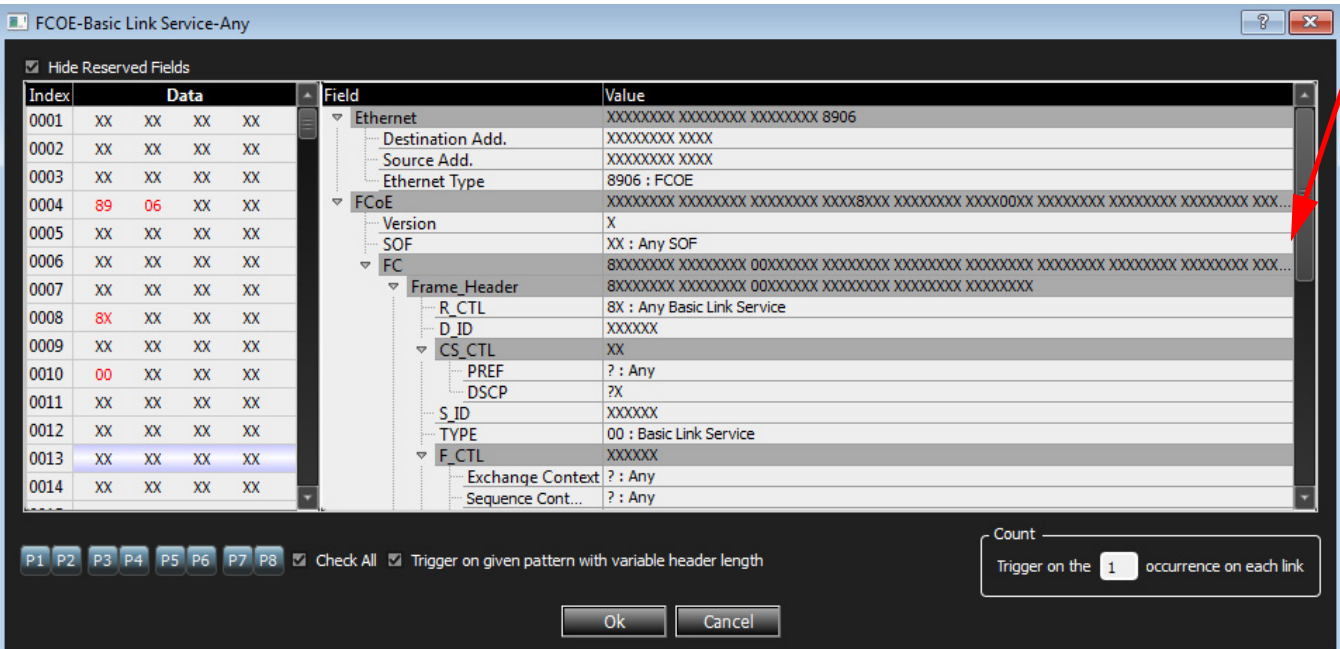 FCOE-Basic Link Service-Any
Hide Reserved Fields
Index Data
0001 XX XX XX XX
0002 XX XX XX XX
0003 XX XX XX XX
0004 89 06 XX XX
0005 XX XX XX XX
0006 XX XX XX XX
0007 XX XX XX XX
0008 8X XX XX XX
0009 XX XX XX XX
0010 00 XX XX XX
0011 XX XX XX XX
0012 XX XX XX XX
0013 XX XX XX XX
0014 XX XX XX XX
Field Value
Ethernet XXXXXXXX XXXXXXXX XXXXXXXX 8906
Destination Add. XXXXXXXX XXXX
Source Add. XXXXXXXX XXXX
Ethernet Type 8906 : FCOE
FCoE XXXXXXXX XXXXXXXX XXXXXXXX XXXX8XXX XXXXXXXX XXXX00XX XXXXXXXX XXXXXXXX XXXXXXXX XXX...
Version X
SOF XX : Any SOF
FC 8XXXXXXX XXXXXXXX 00XXXXXX XXXXXXXX XXXXXXXX XXXXXXXX XXXXXXXX XXXXXXXX XXXXXXXX XXX...
Frame_Header 8XXXXXXX XXXXXXXX 00XXXXXX XXXXXXXX XXXXXXXX XXXXXXXX
R_CTL 8X : Any Basic Link Service
D_ID XXXXXX
CS_CTL XX
PREF ? : Any
DSCP ?X
S_ID XXXXXX
TYPE 00 : Basic Link Service
F_CTL XXXXXX
Exchange Context ? : Any
Sequence Cont... ? : Any
P1 P2 P3 P4 P5 P6 P7 P8 Check All Trigger on given pattern with variable header length
Count
Trigger on the 1 occurrence on each link
Ok Cancel